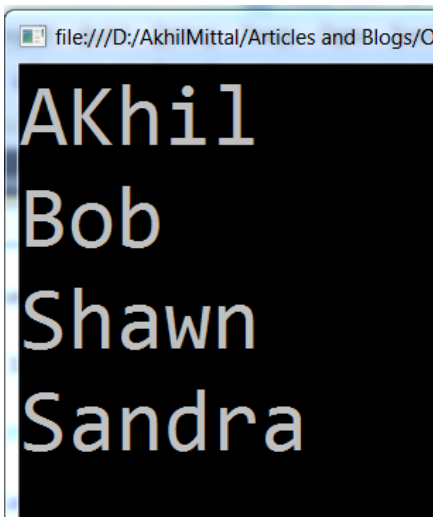 file:///D:/AkhilMittal/Articles and Blogs/O
AKhil
Bob
Shawn
Sandra